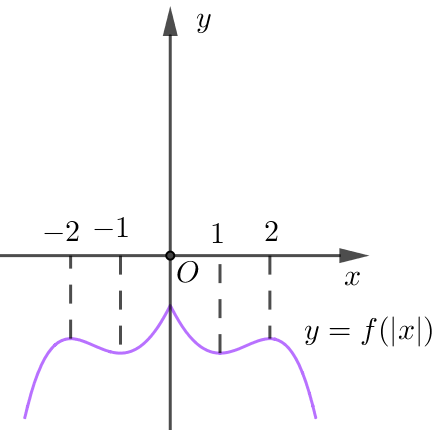 y
−2 −1 1 2
O
x
y = f(|x|)